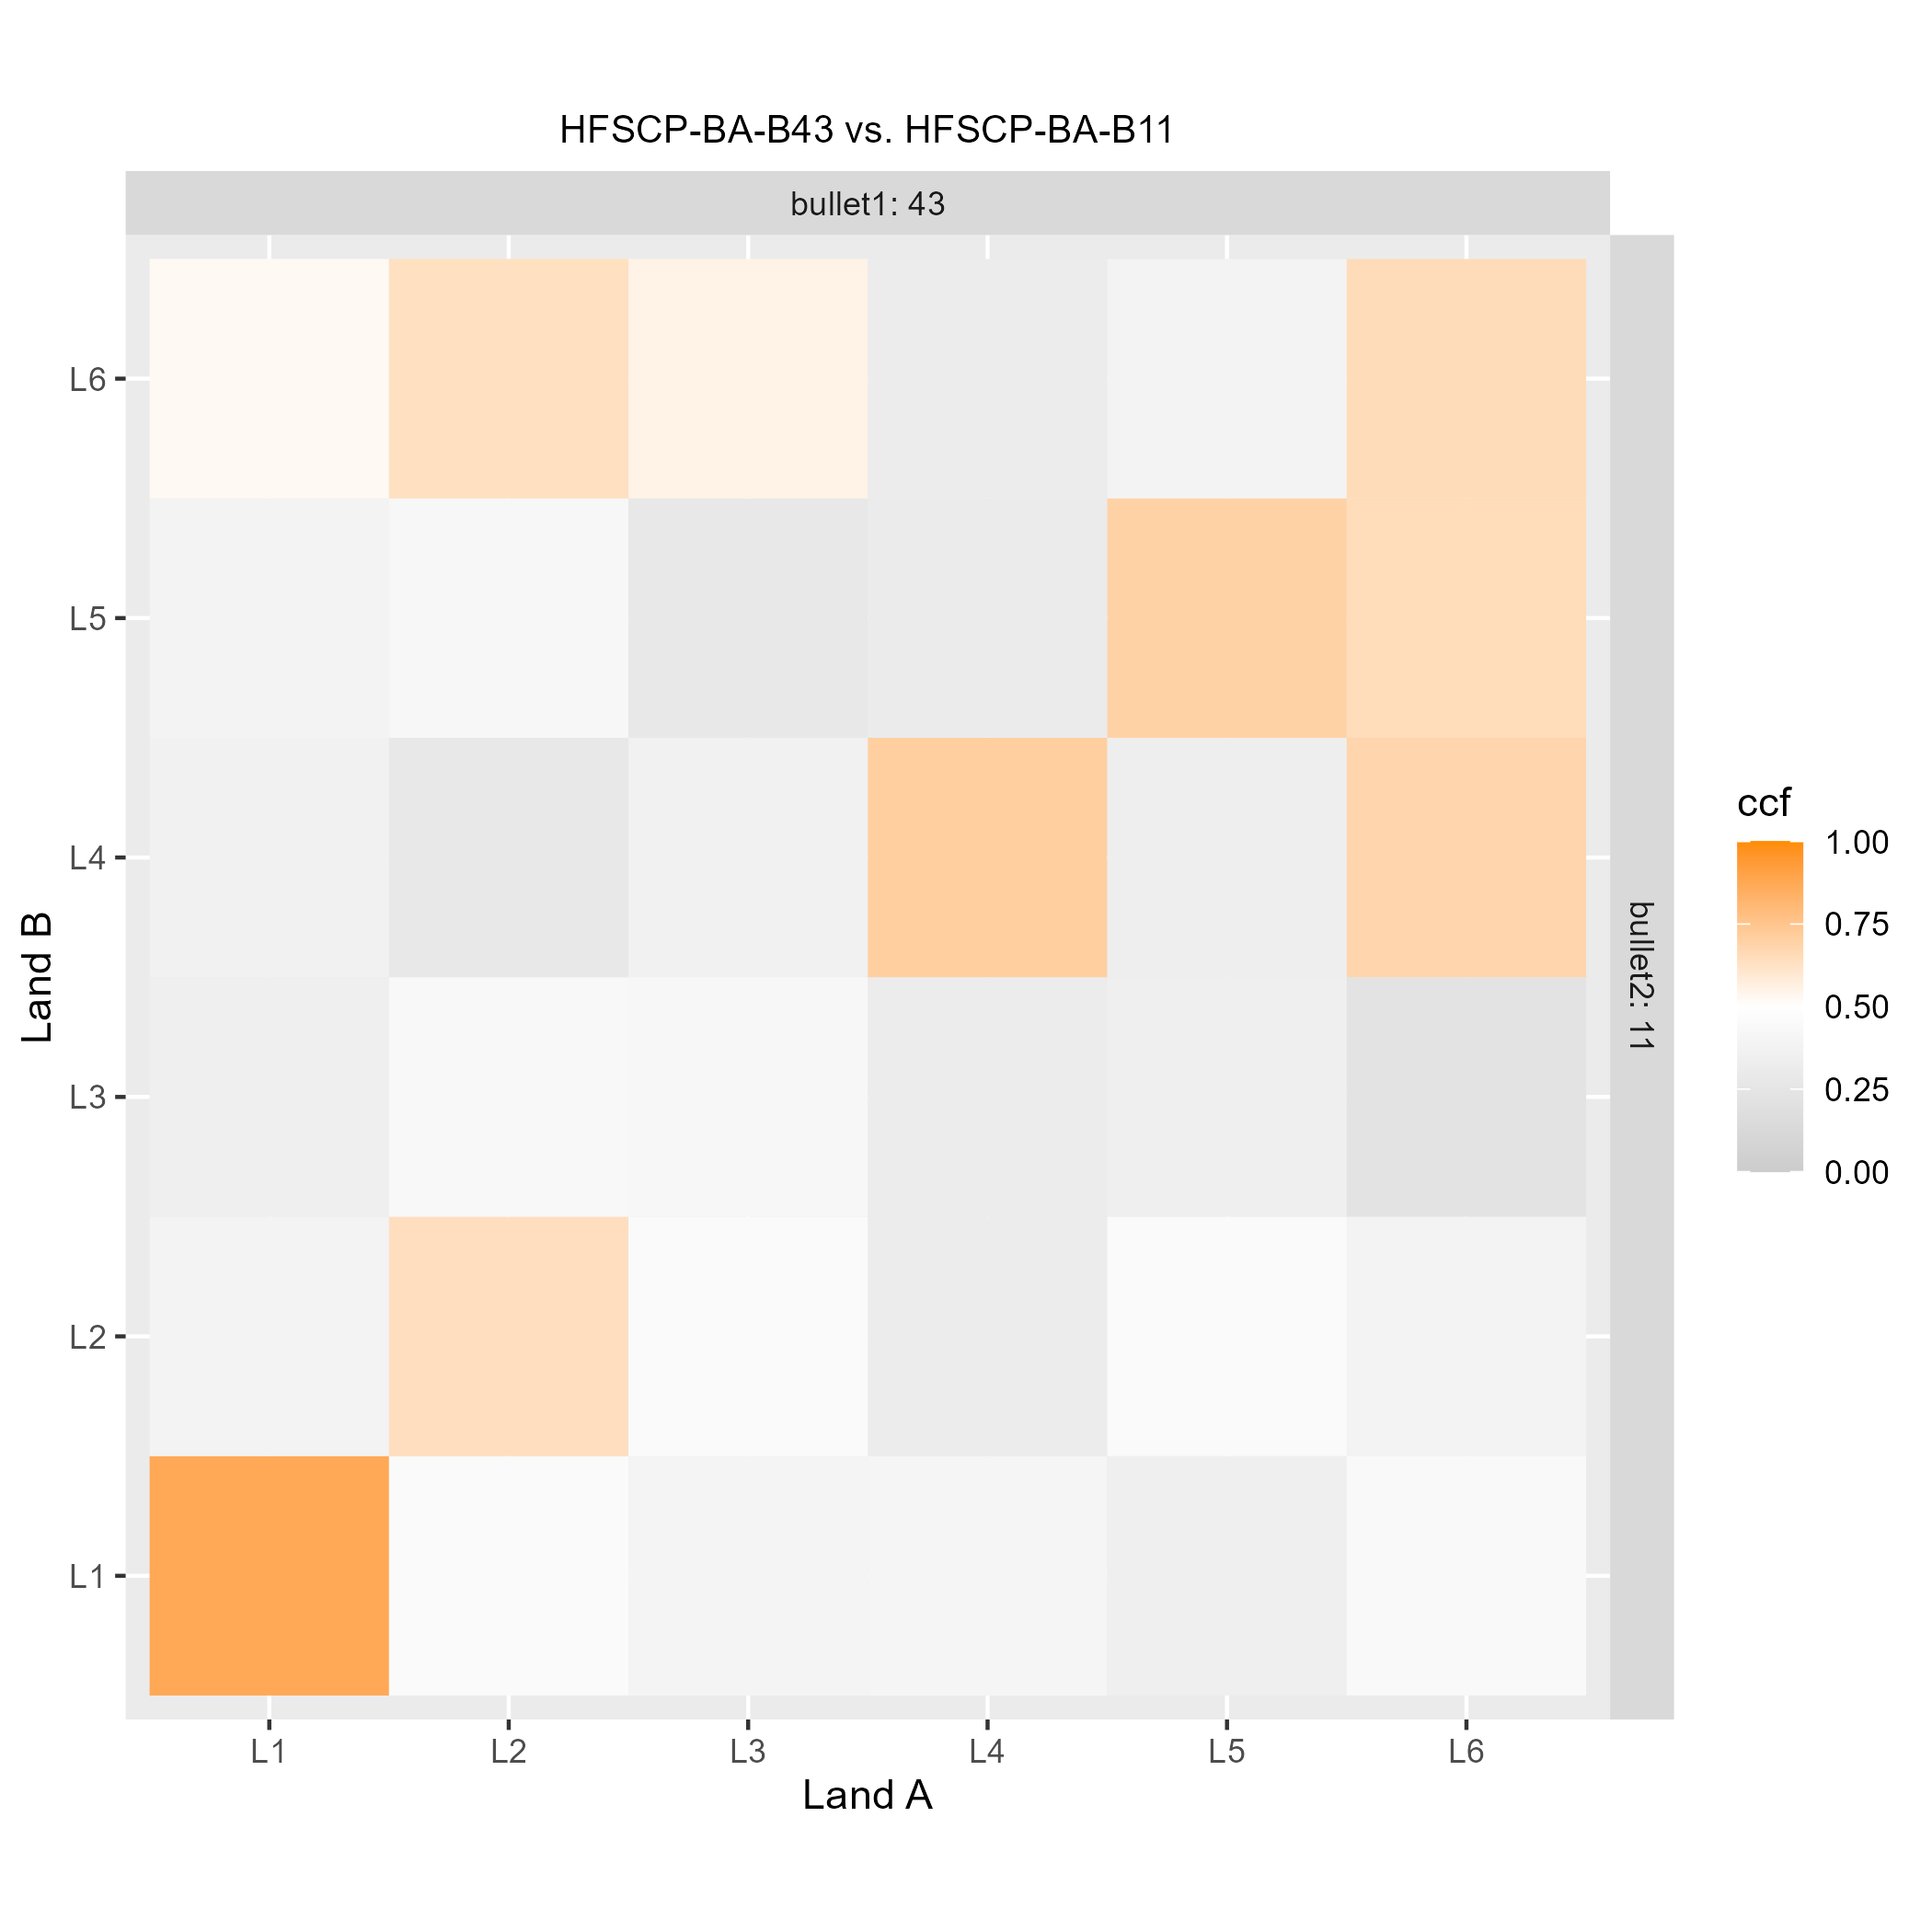 HFSCP-BA-B43 vs. HFSCP-BA-B11
bullet1: 43
L6
L5
L4
L3
L2
L1
Land B
bullet2: 11
ccf
1.00
0.75
0.50
0.25
0.00
L1
L2
L3
L4
L5
L6
Land A